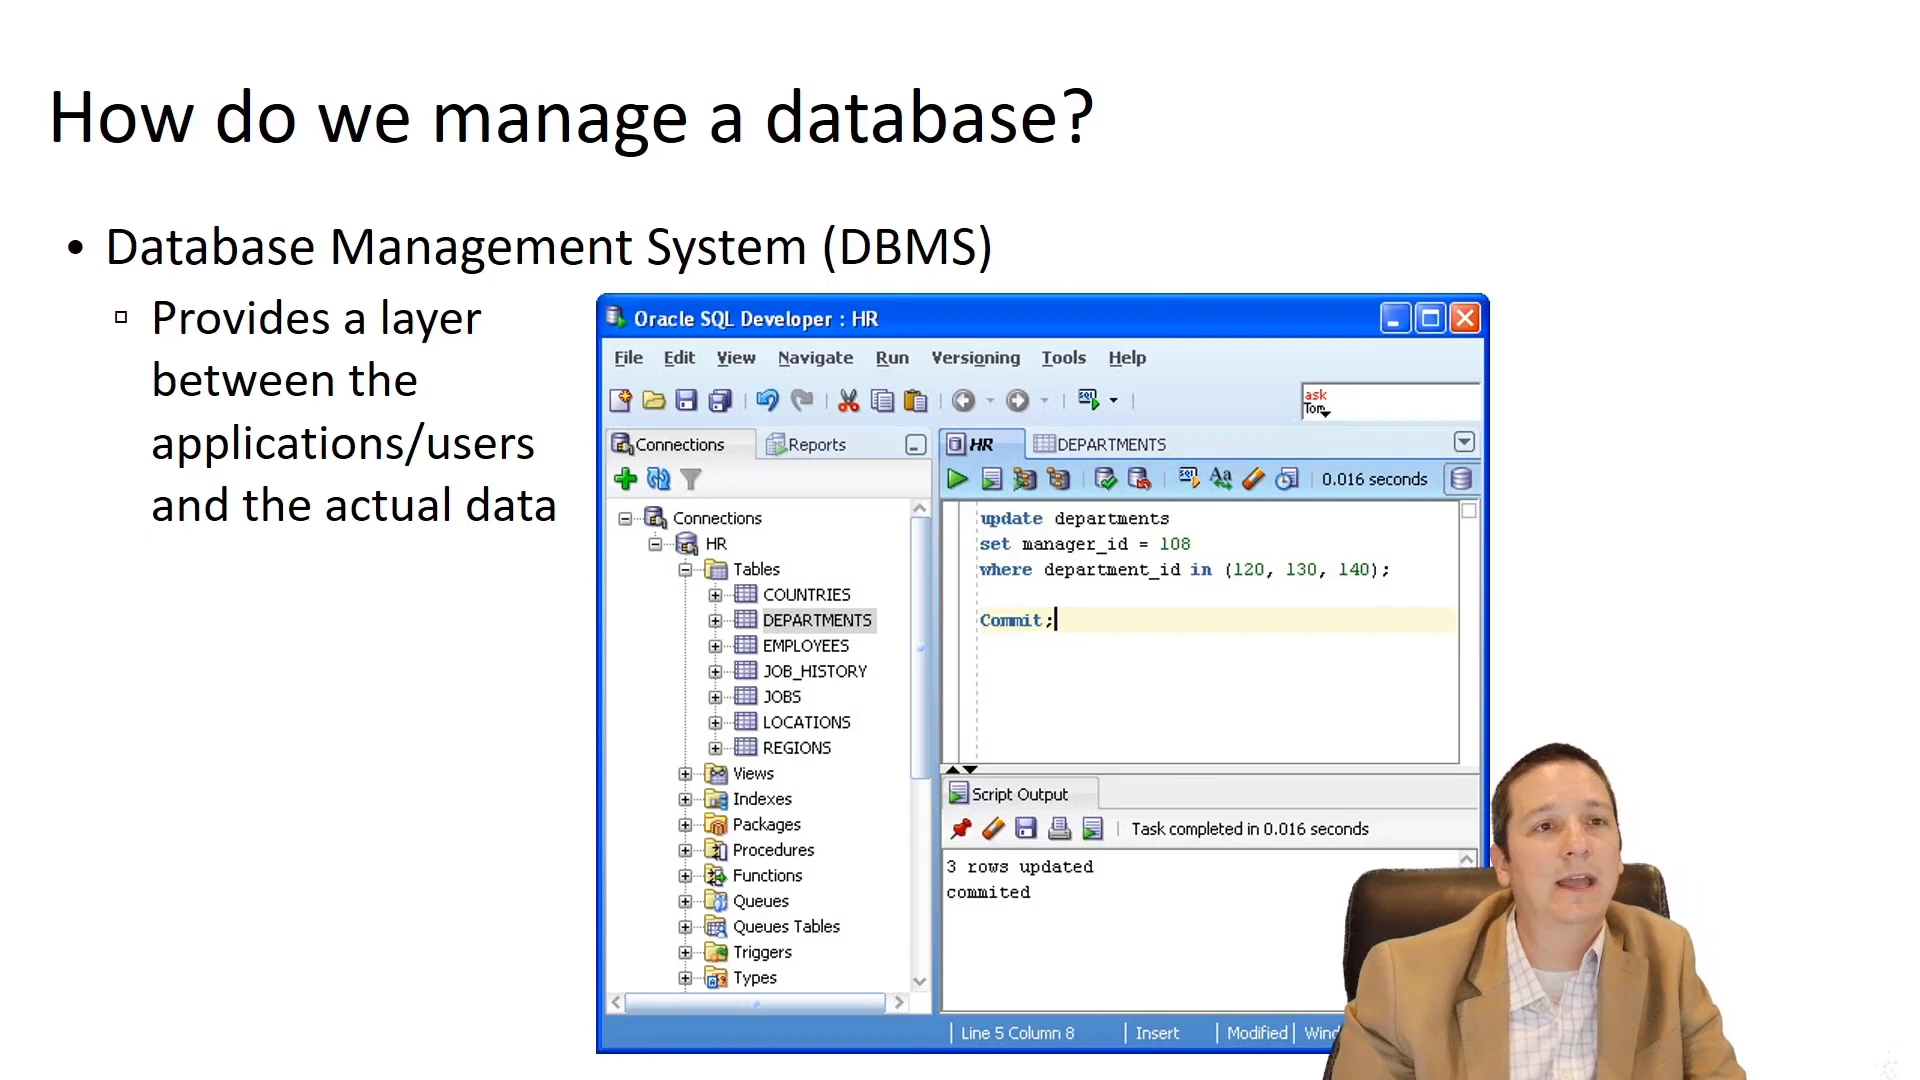 How do we manage a database?
• Database Management System (DBMS)
▫ Provides a layer
between the
applications/users
and the actual data
Oracle SQL Developer : HR
File Edit View Navigate Run Versioning Tools Help
ask
Tom
Connections Reports
HR DEPARTMENTS
0.016 seconds
Connections
HR
Tables
COUNTRIES
DEPARTMENTS
EMPLOYEES
JOB_HISTORY
JOBS
LOCATIONS
REGIONS
Views
Indexes
Packages
Procedures
Functions
Queues
Queues Tables
Triggers
Types
update departments
set manager_id = 108
where department_id in (120, 130, 140);
Commit;
Script Output
Task completed in 0.016 seconds
3 rows updated
commited
Line 5 Column 8 Insert Modified Wind